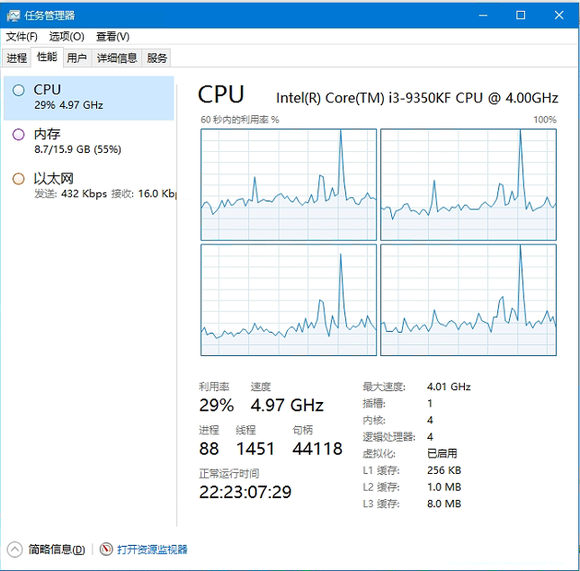 任务管理器
文件(F) 选项(O) 查看(V)
进程 性能 用户 详细信息 服务
CPU
29% 4.97 GHz
内存
8.7/15.9 GB (55%)
以太网
发送: 432 Kbps 接收: 16.0 Kbp
CPU Intel(R) Core(TM) i3-9350KF CPU @ 4.00GHz
60 秒内的利用率 % 100%
利用率 速度
29% 4.97 GHz
进程 线程 句柄
88 1451 44118
正常运行时间
22:23:07:29
最大速度: 4.01 GHz
插槽: 1
内核: 4
逻辑处理器: 4
虚拟化: 已启用
L1 缓存: 256 KB
L2 缓存: 1.0 MB
L3 缓存: 8.0 MB
简略信息(D) 打开资源监视器